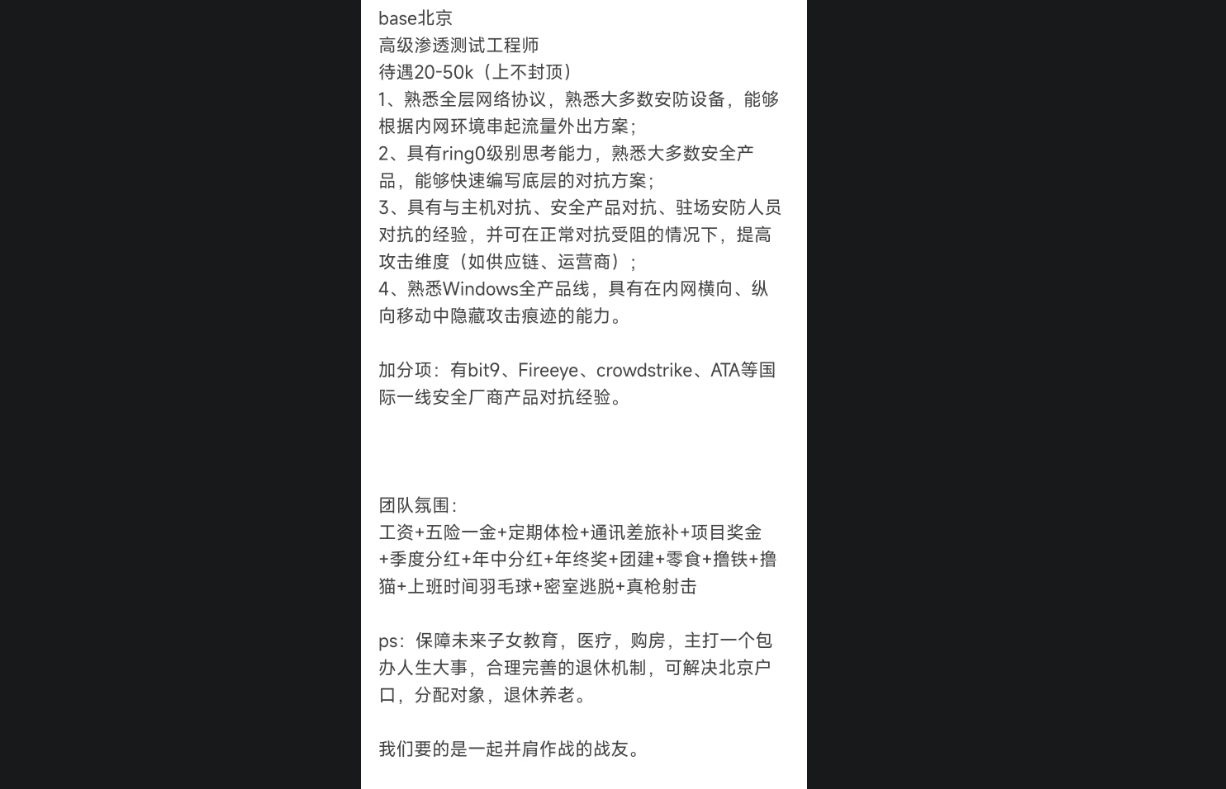 base北京
高级渗透测试工程师
待遇20-50k（上不封顶）
1、熟悉全层网络协议，熟悉大多数安防设备，能够
根据内网环境串起流量外出方案；
2、具有ring0级别思考能力，熟悉大多数安全产
品，能够快速编写底层的对抗方案；
3、具有与主机对抗、安全产品对抗、驻场安防人员
对抗的经验，并可在正常对抗受阻的情况下，提高
攻击维度（如供应链、运营商）；
4、熟悉Windows全产品线，具有在内网横向、纵
向移动中隐藏攻击痕迹的能力。
加分项：有bit9、Fireeye、crowdstrike、ATA等国
际一线安全厂商产品对抗经验。
团队氛围：
工资+五险一金+定期体检+通讯差旅补+项目奖金
+季度分红+年中分红+年终奖+团建+零食+撸铁+撸
猫+上班时间羽毛球+密室逃脱+真枪射击
ps：保障未来子女教育，医疗，购房，主打一个包
办人生大事，合理完善的退休机制，可解决北京户
口，分配对象，退休养老。
我们要的是一起并肩作战的战友。